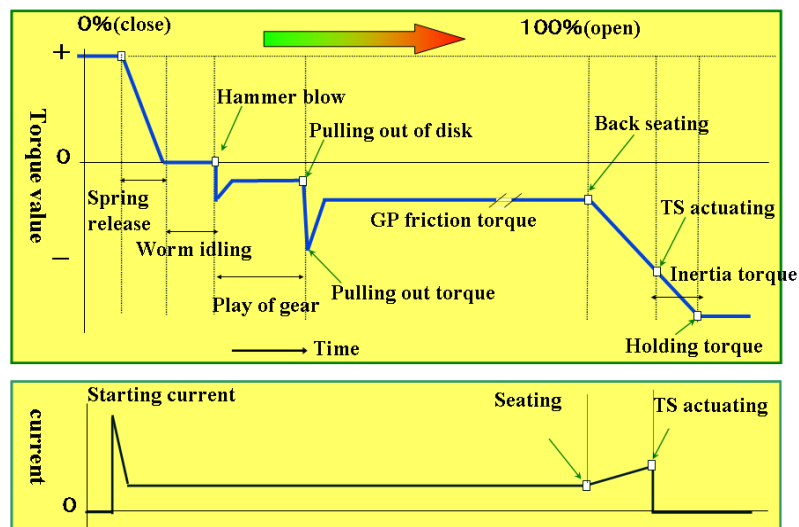 0%(close)
100%(open)
+
Hammer blow
Pulling out of disk
Back seating
Torque value
0
Spring
release
TS actuating
GP friction torque
Worm idling
Inertia torque
−
Pulling out torque
Play of gear
Time
Holding torque
Starting current
Seating
TS actuating
current
0